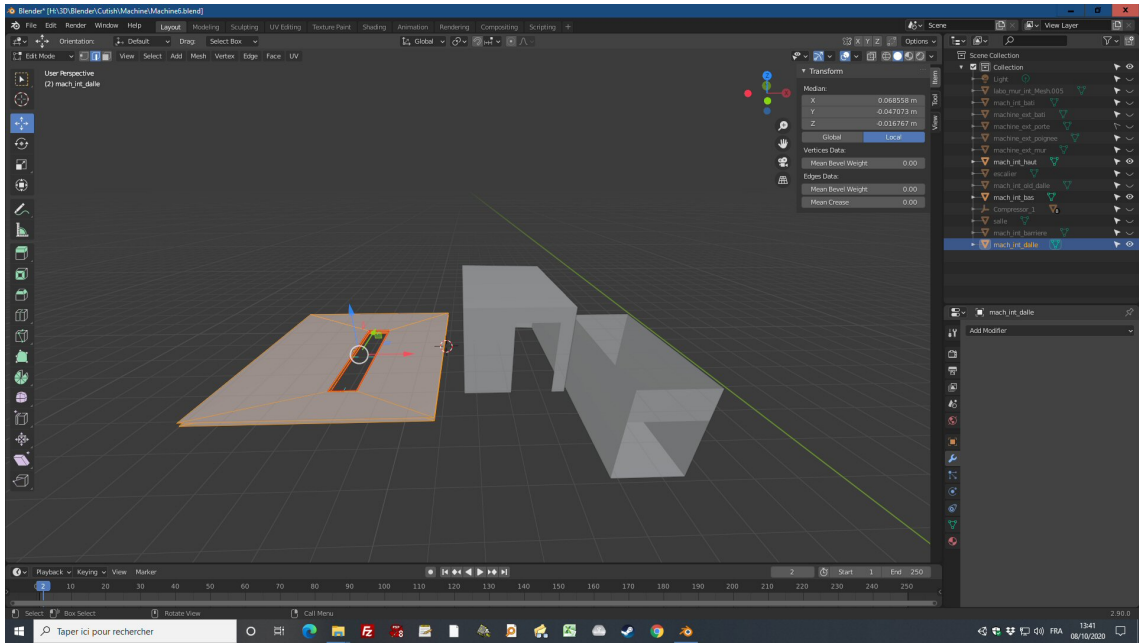 Blender* [H:\3D\Blender\Cutish\Machine\Machine6.blend]
File Edit Render Window Help Layout Modeling Sculpting UV Editing Texture Paint Shading Animation Rendering Compositing Scripting + Scene View Layer
Orientation: Default Drag: Select Box Global X Y Z Options
Edit Mode View Select Add Mesh Vertex Edge Face UV
User Perspective
(2) mach_int_dalle
Transform
Median:
X 0.068558 m
Y -0.047073 m
Z -0.016767 m
Global Local
Vertices Data:
Mean Bevel Weight 0.00
Edges Data:
Mean Bevel Weight 0.00
Mean Crease 0.00
Item
Tool
View
Z
Scene Collection
Collection
Light
labo_mur_int_Mesh.005
mach_int_bati
machine_ext_bati
machine_ext_porte
machine_ext_poignee
machine_ext_mur
mach_int_haut
escalier
mach_int_old_dalle
mach_int_bas
Compressor_1
salle
mach_int_barriere
mach_int_dalle
mach_int_dalle
Add Modifier
Playback Keying View Marker 2 Start 1 End 250
2 10 20 30 40 50 60 70 80 90 100 110 120 130 140 150 160 170 180 190 200 210 220 230 240 250
Select Box Select Rotate View Call Menu 2.90.0
Taper ici pour rechercher FRA 13:41
08/10/2020